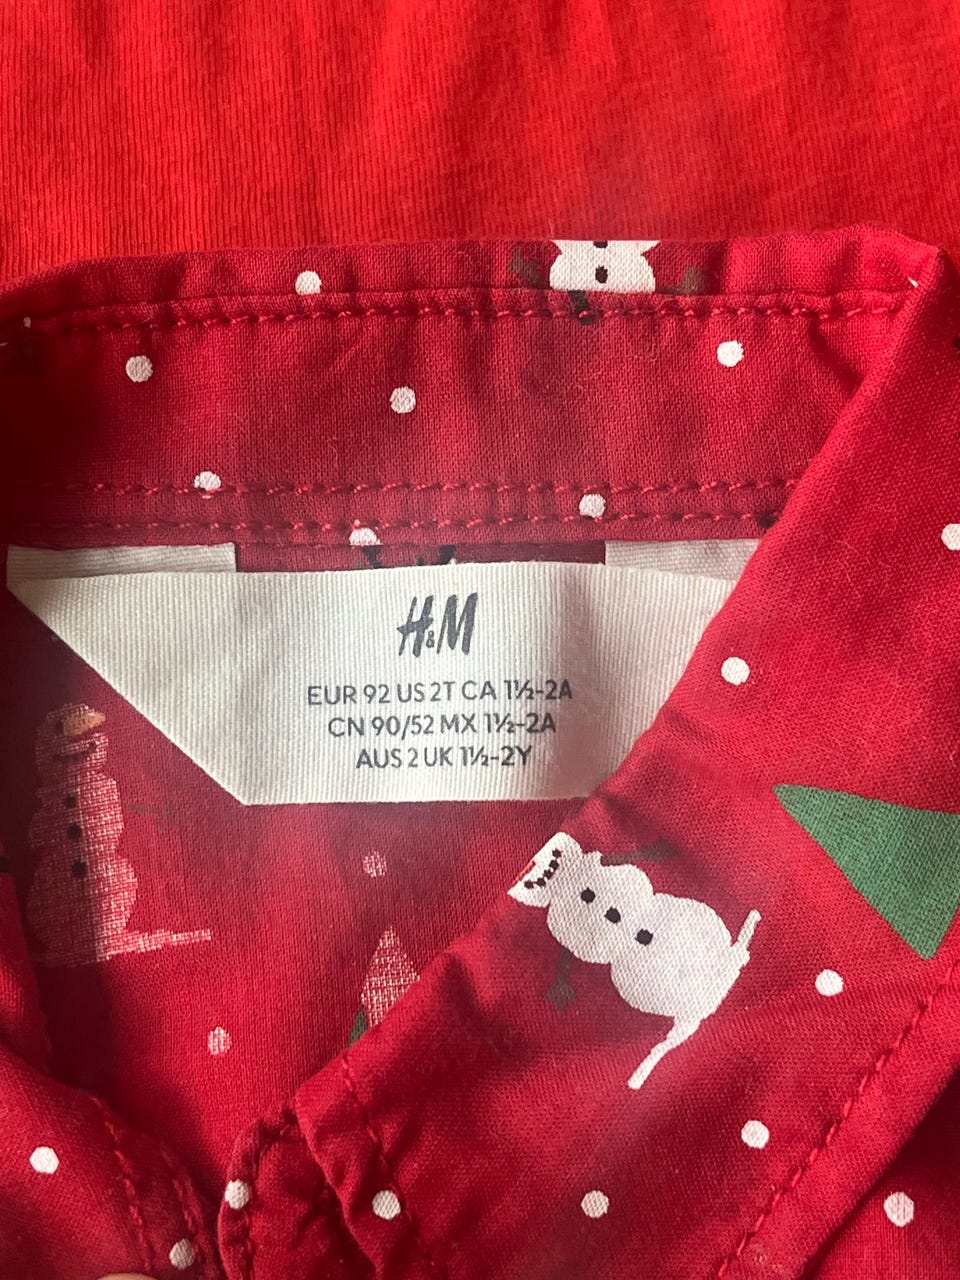 H&M
EUR 92 US 2T CA 1½-2A
CN 90/52 MX 1½-2A
AUS 2 UK 1½-2Y